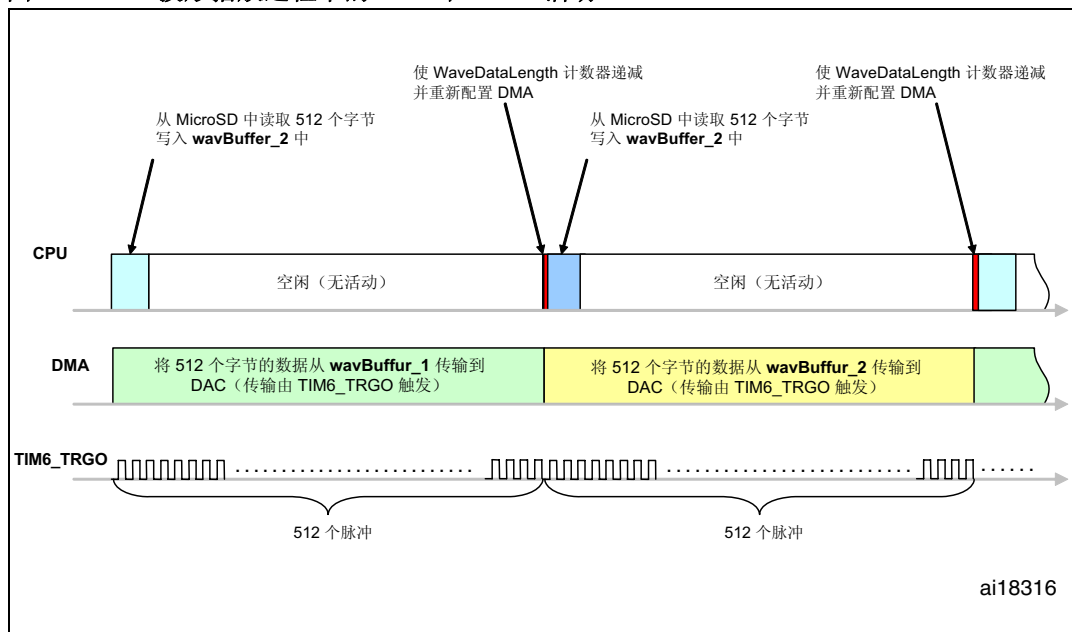 使 WaveDataLength 计数器递减
并重新配置 DMA
使 WaveDataLength 计数器递减
并重新配置 DMA
从 MicroSD 中读取 512 个字节
写入 wavBuffer_2 中
从 MicroSD 中读取 512 个字节
写入 wavBuffer_2 中
CPU
空闲（无活动）
空闲（无活动）
DMA
将 512 个字节的数据从 wavBuffur_1 传输到
DAC（传输由 TIM6_TRGO 触发）
将 512 个字节的数据从 wavBuffur_2 传输到
DAC（传输由 TIM6_TRGO 触发）
TIM6_TRGO
512 个脉冲
512 个脉冲
ai18316